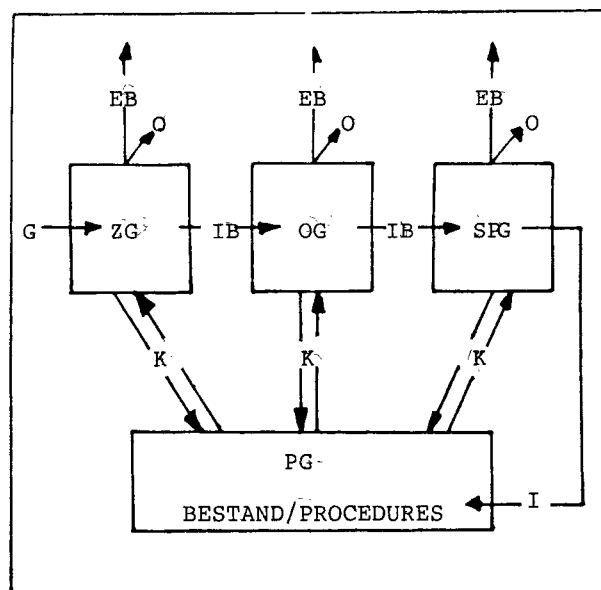 EB EB EB
O O O
G ZG IB OG IB SPG
K K K
PG
BESTAND/PROCEDURES I